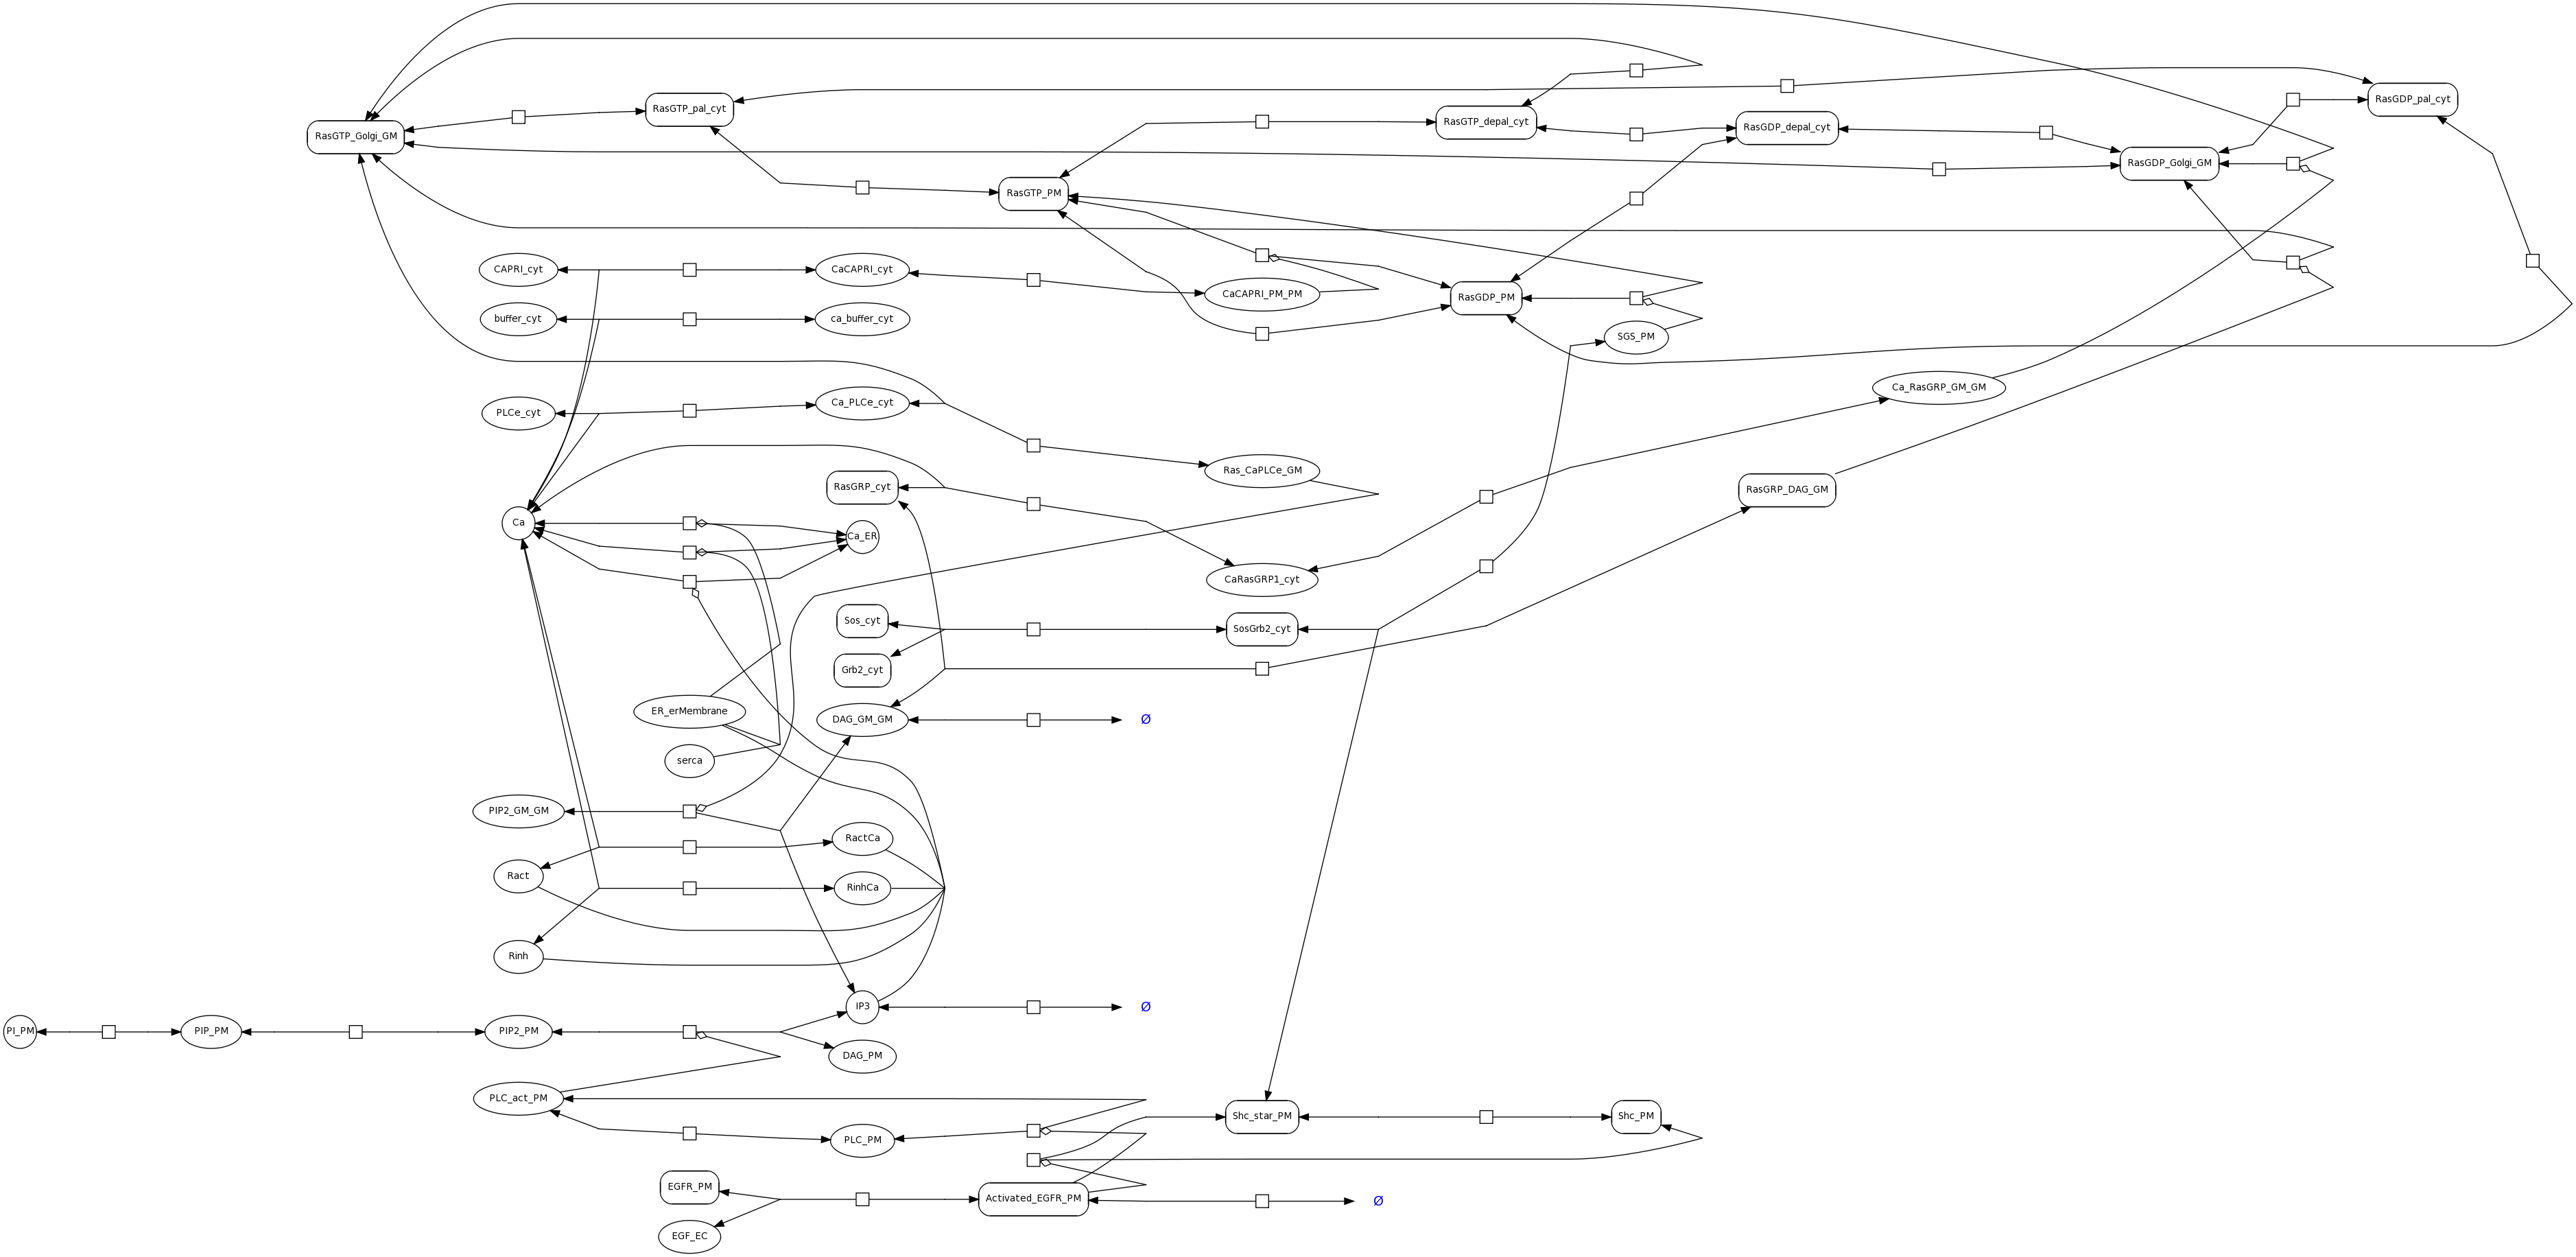 RasGTP_Golgi_GM
RasGTP_pal_cyt
RasGTP_PM
RasGTP_depal_cyt
RasGDP_depal_cyt
RasGDP_Golgi_GM
RasGDP_pal_cyt
CAPRI_cyt
CaCAPRI_cyt
CaCAPRI_PM_PM
RasGDP_PM
buffer_cyt
ca_buffer_cyt
SGS_PM
PLCe_cyt
Ca_PLCe_cyt
Ca_RasGRP_GM_GM
Ras_CaPLCe_GM
RasGRP_cyt
RasGRP_DAG_GM
Ca
Ca_ER
CaRasGRP1_cyt
Sos_cyt
SosGrb2_cyt
Grb2_cyt
ER_erMembrane
DAG_GM_GM
Ø
serca
PIP2_GM_GM
RactCa
Ract
RinhCa
Rinh
IP3
Ø
PI_PM
PIP_PM
PIP2_PM
DAG_PM
PLC_act_PM
Shc_star_PM
Shc_PM
PLC_PM
EGFR_PM
Activated_EGFR_PM
Ø
EGF_EC